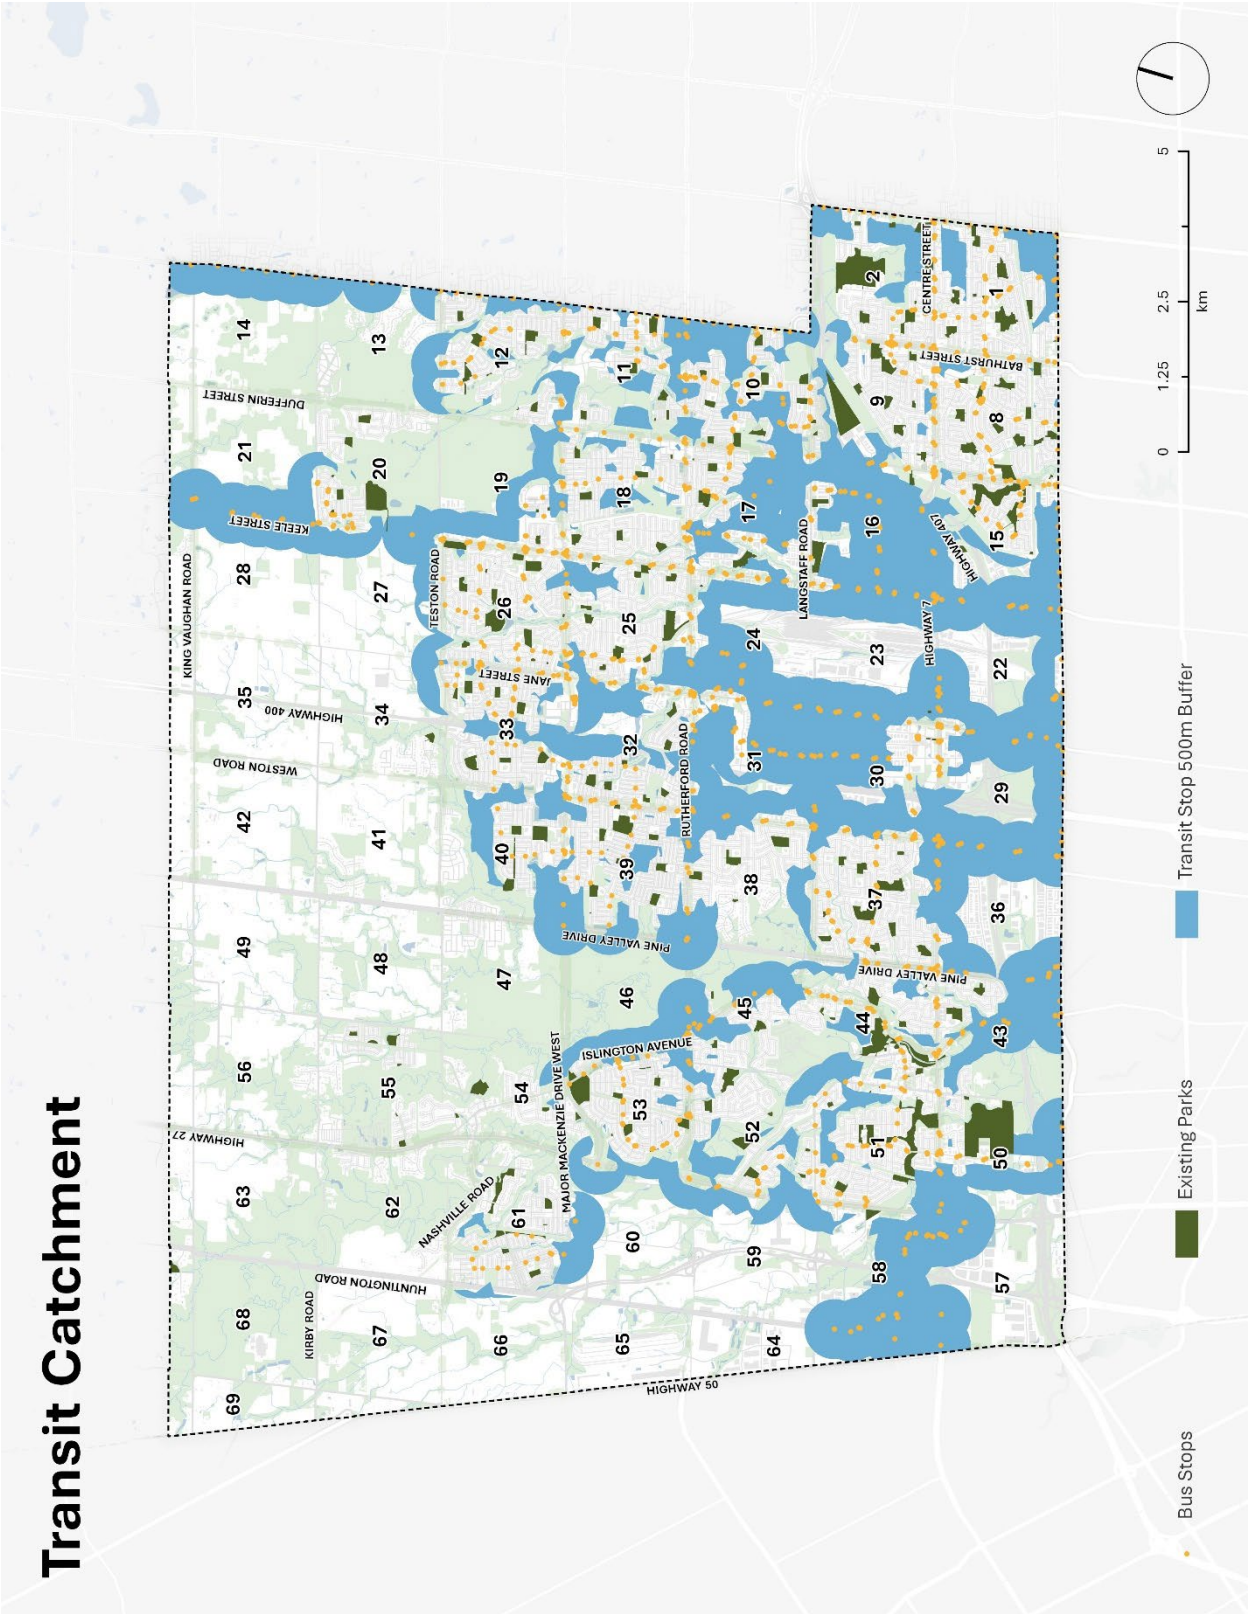 Transit Catchment
KING VAUGHAN ROAD
HIGHWAY 27
HIGHWAY 400
WESTON ROAD
KEELE STREET
DUFFERIN STREET
KIRBY ROAD
HUNTINGTON ROAD
NASHVILLE ROAD
TESTON ROAD
JANE STREET
MAJOR MACKENZIE DRIVE WEST
ISLINGTON AVENUE
PINE VALLEY DRIVE
RUTHERFORD ROAD
HIGHWAY 50
LANGSTAFF ROAD
PINE VALLEY DRIVE
HIGHWAY 7
HIGHWAY 407
CENTRE STREET
BATHURST STREET
69
68
63
56
49
42
35
28
21
14
67
62
55
48
41
34
27
20
13
66
61
54
47
40
33
26
19
12
65
60
53
46
39
32
25
18
11
64
59
52
45
38
31
24
17
10
58
51
44
37
30
23
16
9
2
57
50
43
36
29
22
15
8
1
Bus Stops
Existing Parks
Transit Stop 500m Buffer
0
1.25
2.5
5
km